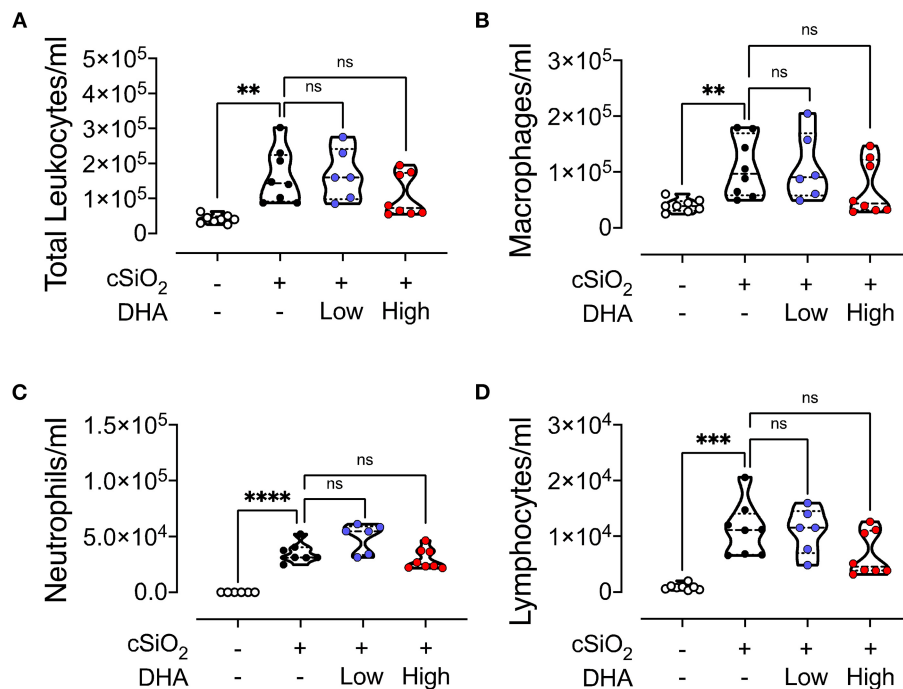 A
Total Leukocytes/ml
5×10⁵
4×10⁵
3×10⁵
2×10⁵
1×10⁵
0
**
ns
ns
cSiO₂ - + + +
DHA - - Low High
B
Macrophages/ml
3×10⁵
2×10⁵
1×10⁵
0
**
ns
ns
cSiO₂ - + + +
DHA - - Low High
C
Neutrophils/ml
1.5×10⁵
1.0×10⁵
5.0×10⁴
0.0
****
ns
ns
cSiO₂ - + + +
DHA - - Low High
D
Lymphocytes/ml
3×10⁴
2×10⁴
1×10⁴
0
***
ns
ns
cSiO₂ - + + +
DHA - - Low High